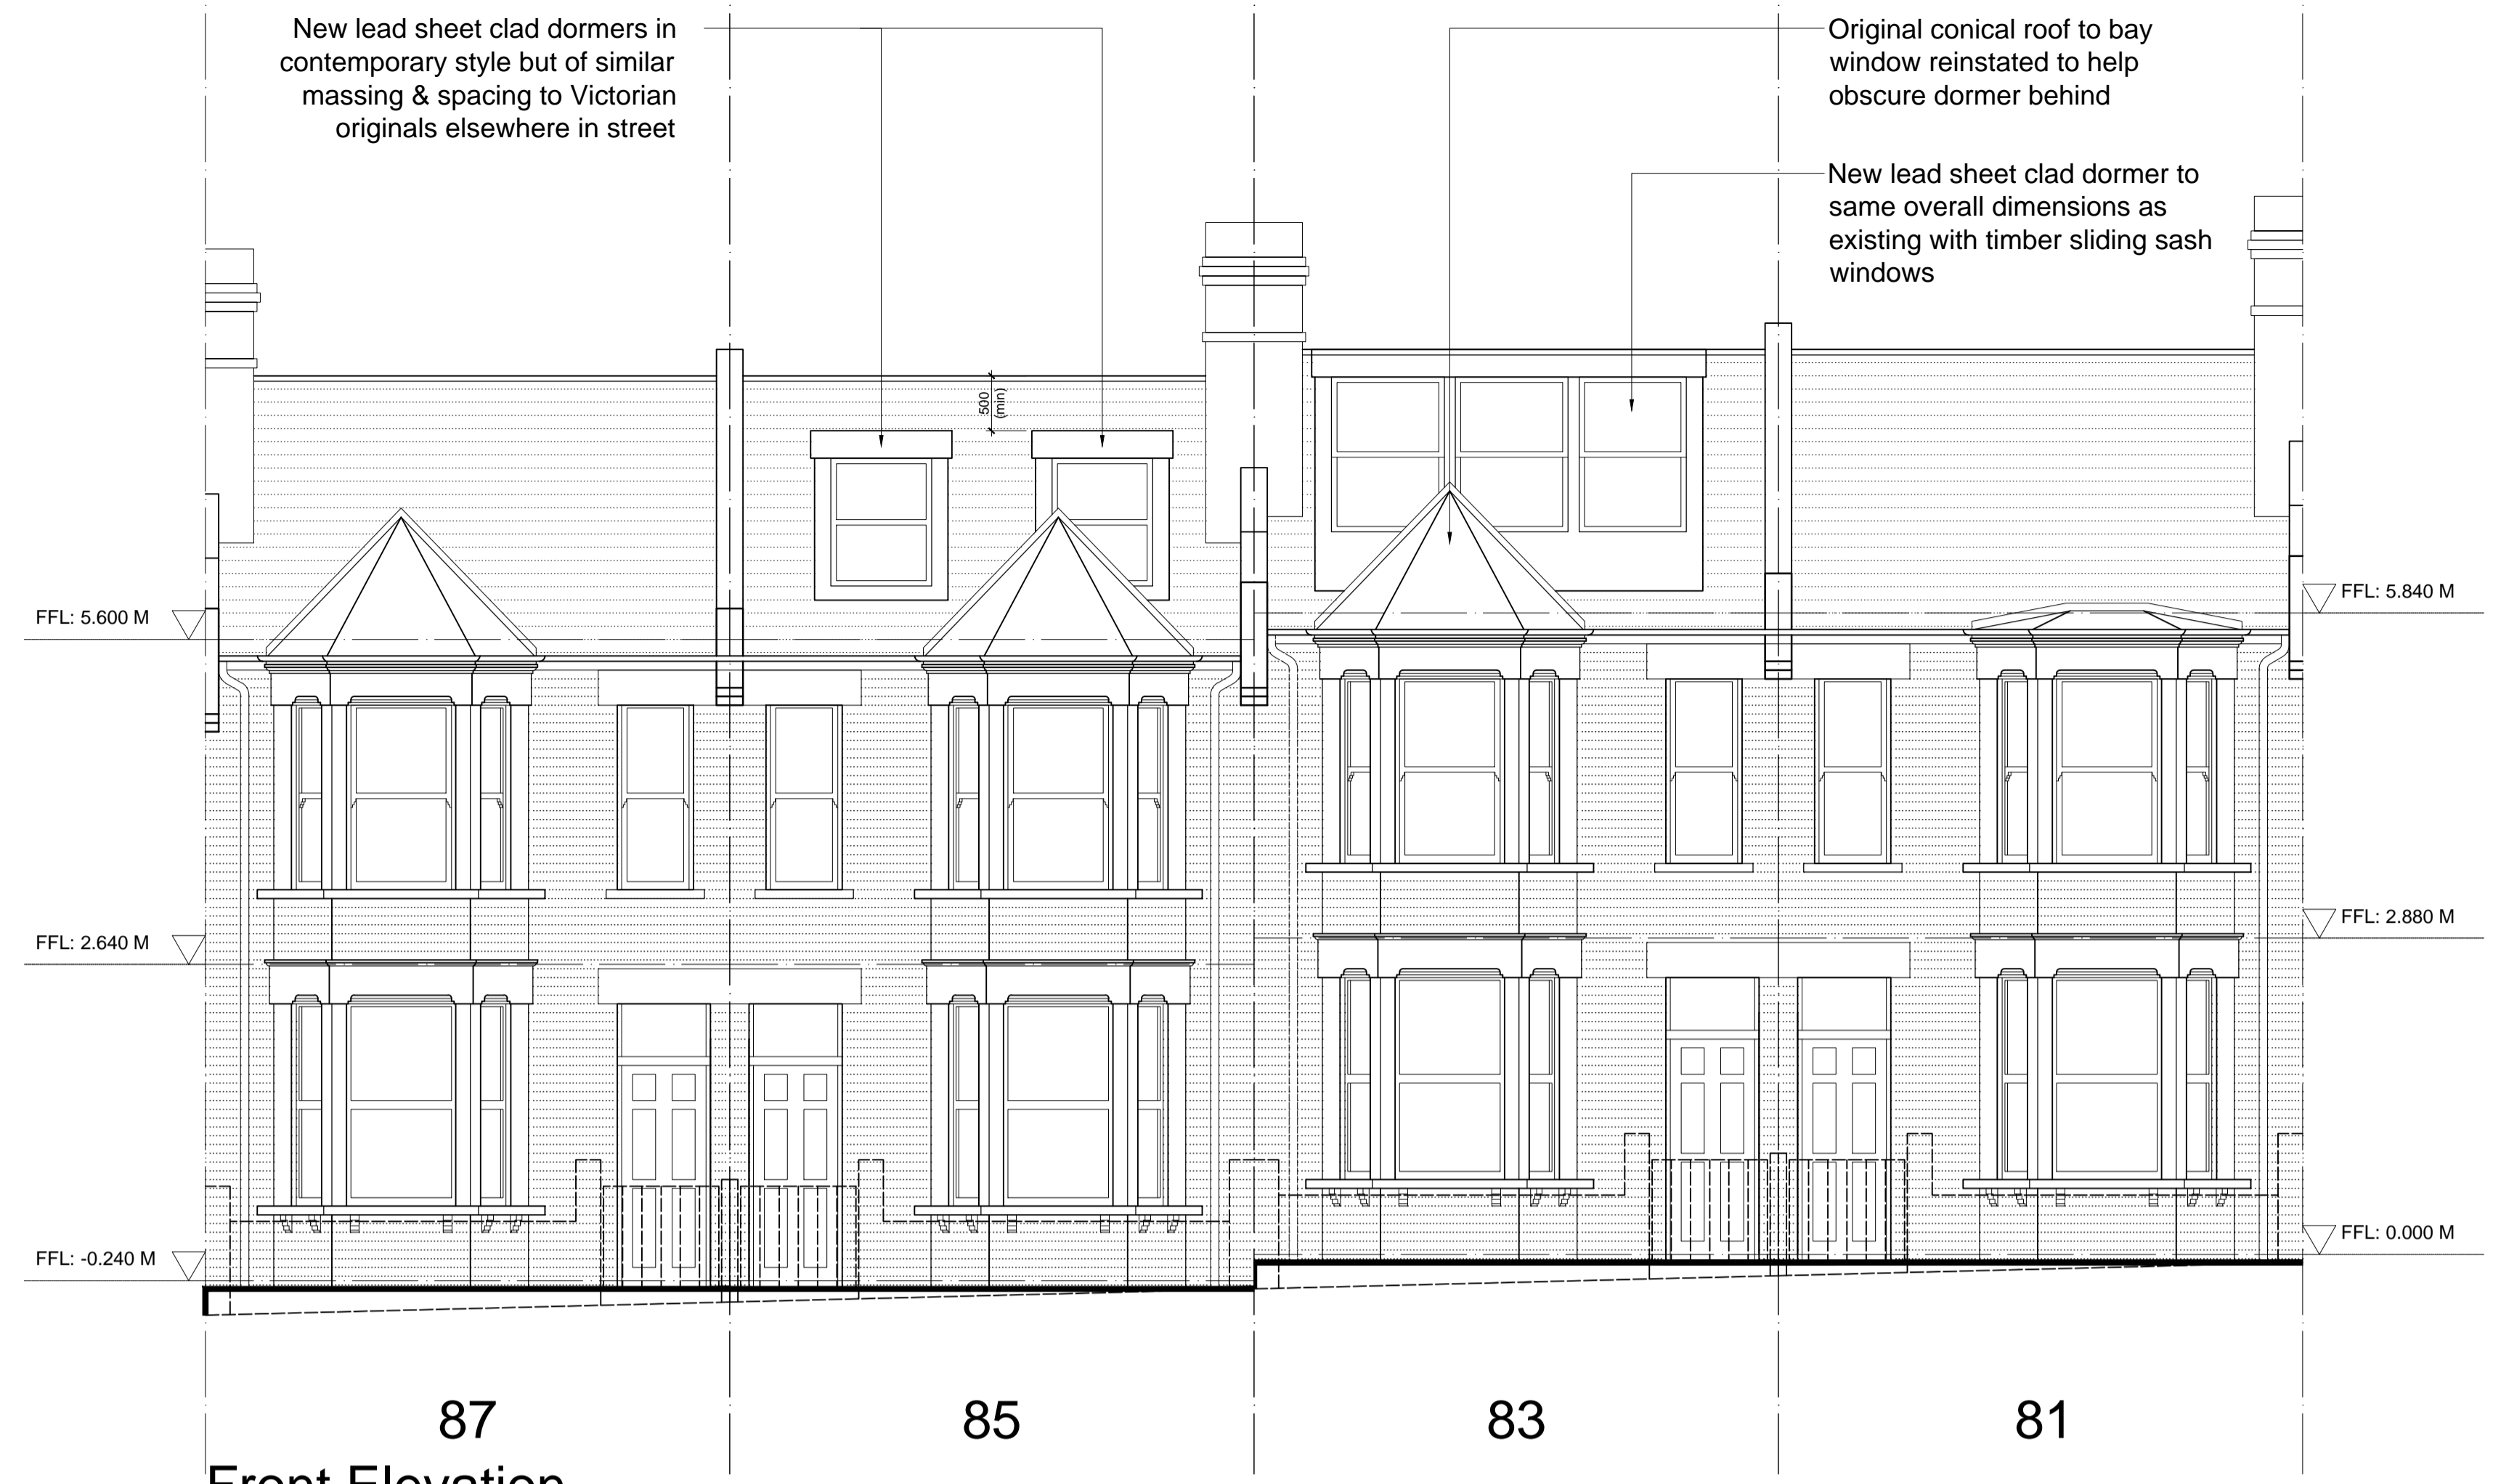 New lead sheet clad dormers in
contemporary style but of similar
massing & spacing to Victorian
originals elsewhere in street
Original conical roof to bay
window reinstated to help
obscure dormer behind
New lead sheet clad dormer to
same overall dimensions as
existing with timber sliding sash
windows
500
(min)
FFL: 5.600 M
FFL: 5.840 M
FFL: 2.640 M
FFL: 2.880 M
FFL: -0.240 M
FFL: 0.000 M
87
85
83
81
Front Elevation